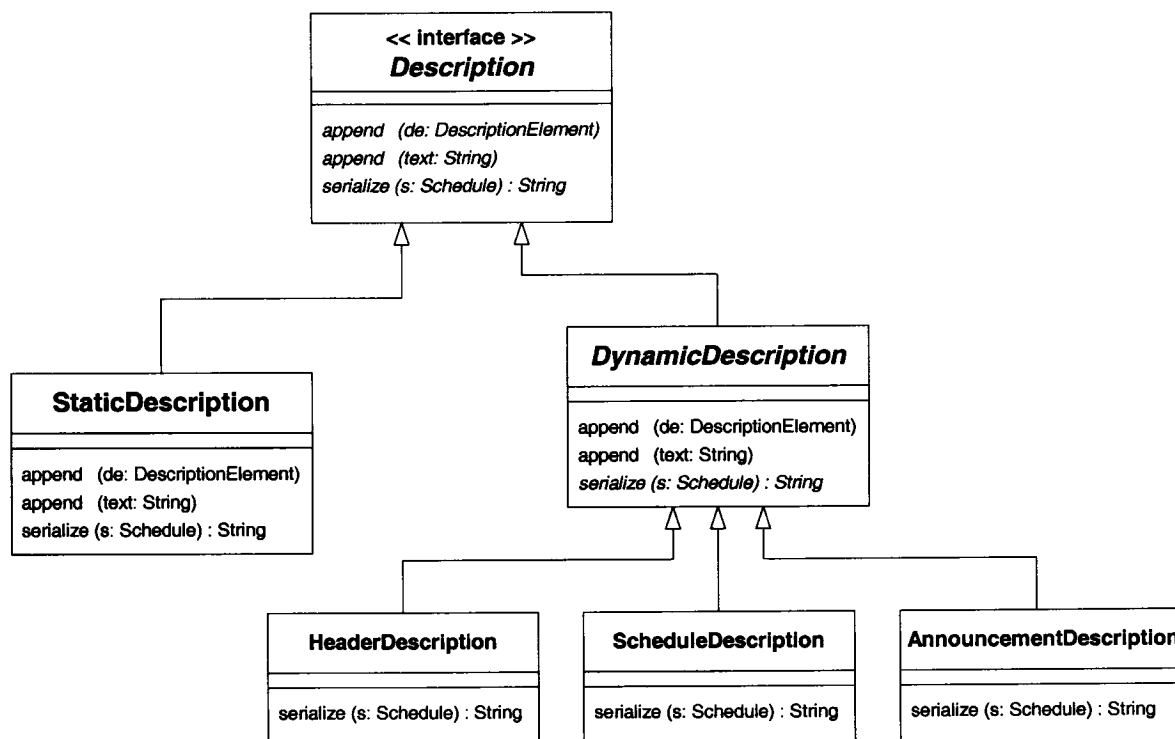 << interface >>
Description
append (de: DescriptionElement)
append (text: String)
serialize (s: Schedule) : String
StaticDescription
append (de: DescriptionElement)
append (text: String)
serialize (s: Schedule) : String
DynamicDescription
append (de: DescriptionElement)
append (text: String)
serialize (s: Schedule) : String
HeaderDescription
serialize (s: Schedule) : String
ScheduleDescription
serialize (s: Schedule) : String
AnnouncementDescription
serialize (s: Schedule) : String